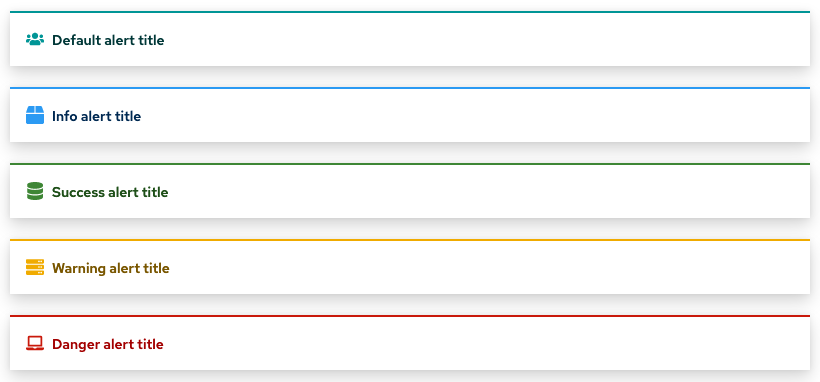 Default alert title
Info alert title
Success alert title
Warning alert title
Danger alert title